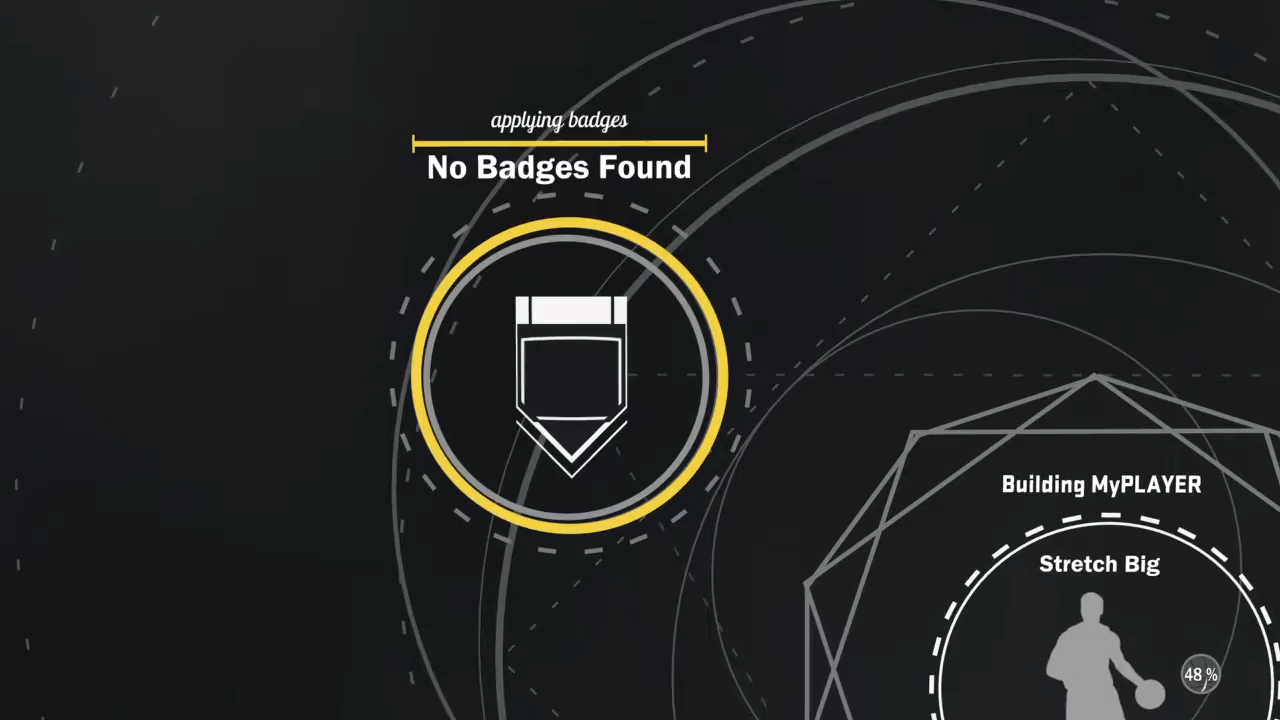 applying badges
No Badges Found
Building MyPLAYER
Stretch Big
48 %